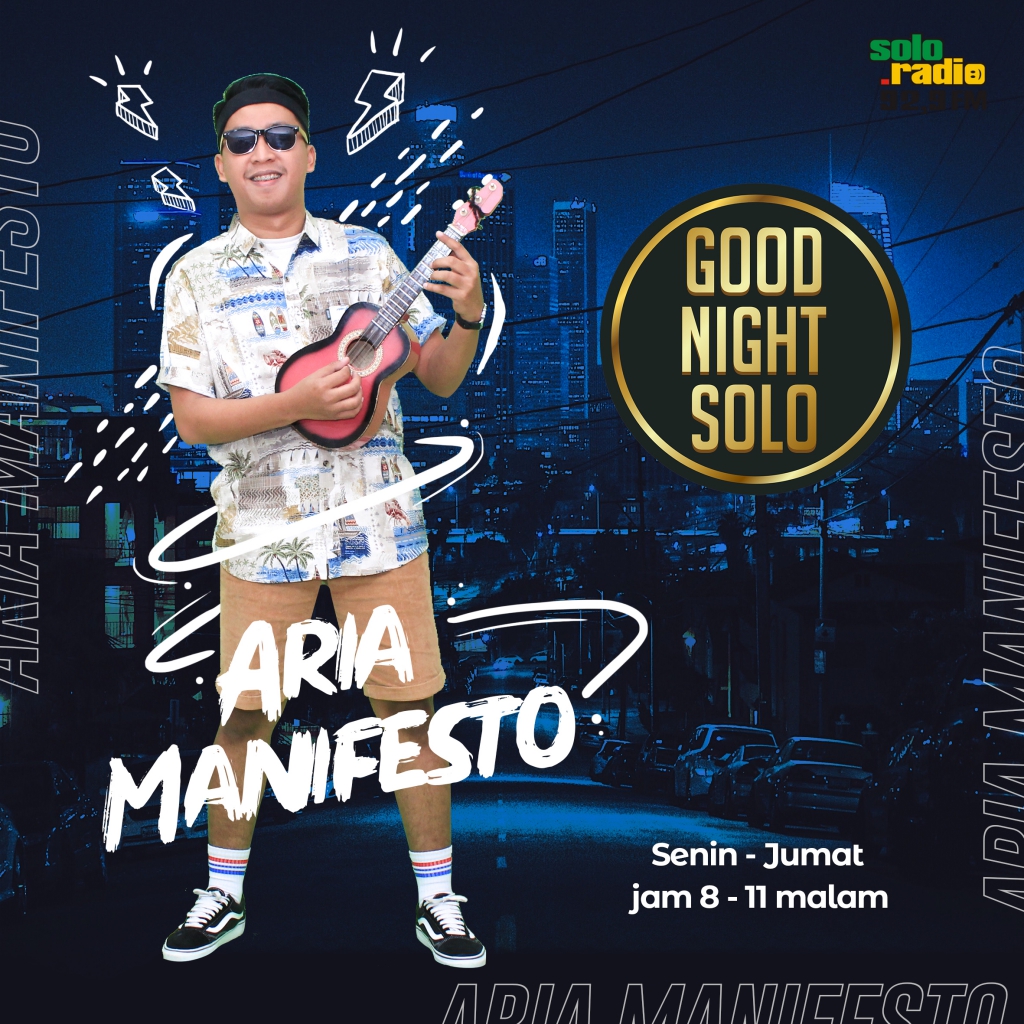 solo
.radio
GOOD
NIGHT
SOLO
ARIA
MANIFESTO
Senin - Jumat
jam 8 - 11 malam
ARIA MANIFESTO
ARIA MANIFESTO
ARIA MANIFESTO